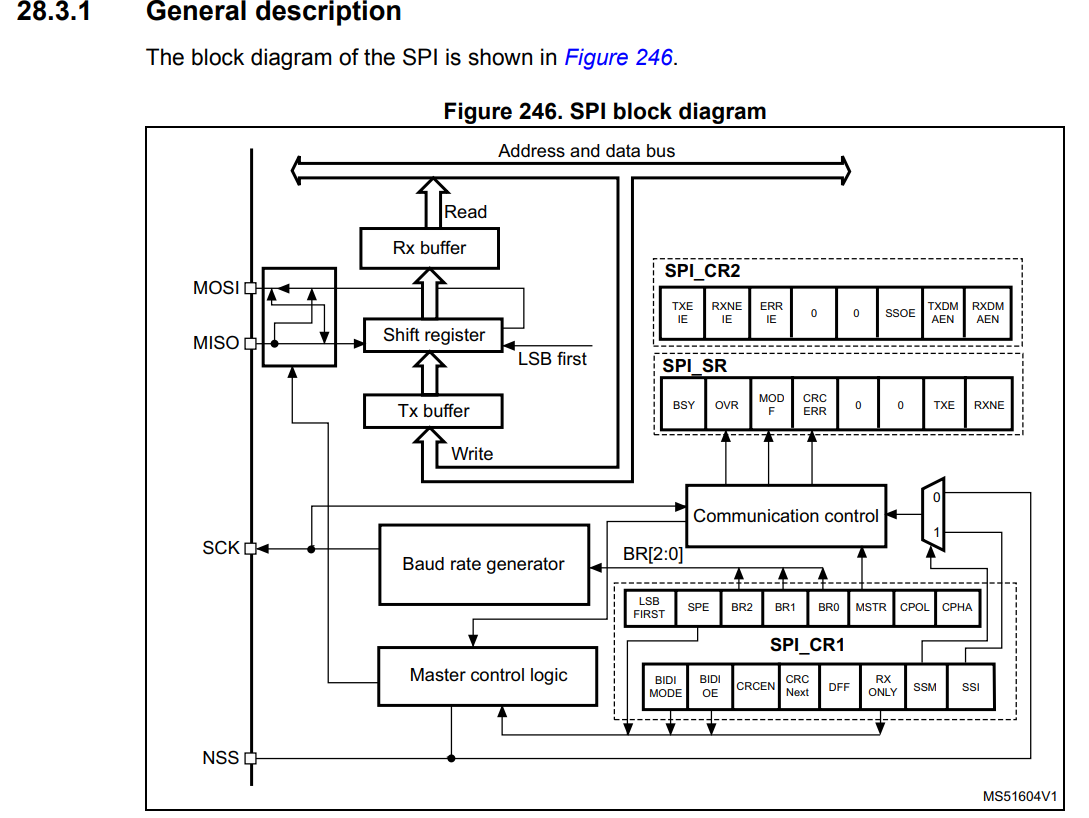 28.3.1 General description
The block diagram of the SPI is shown in Figure 246.
Figure 246. SPI block diagram
Address and data bus
Read
Rx buffer
MOSI
MISO
Shift register
LSB first
Tx buffer
Write
SPI_CR2
TXE IE
RXNE IE
ERR IE
0
0
SSOE
TXDM AEN
RXDM AEN
SPI_SR
BSY
OVR
MOD F
CRC ERR
0
0
TXE
RXNE
Communication control
0
1
SCK
Baud rate generator
BR[2:0]
LSB FIRST
SPE
BR2
BR1
BR0
MSTR
CPOL
CPHA
SPI_CR1
Master control logic
BIDI MODE
BIDI OE
CRCEN
CRC Next
DFF
RX ONLY
SSM
SSI
NSS
MS51604V1